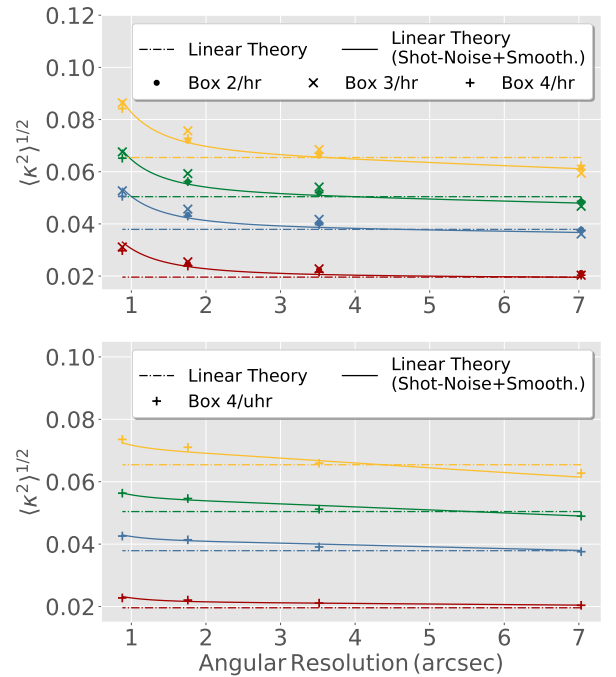 0.12
0.10
0.08
0.06
0.04
0.02
⟨κ²⟩^{1/2}
Linear Theory
Linear Theory
(Shot-Noise+Smooth.)
Box 2/hr
Box 3/hr
Box 4/hr
1 2 3 4 5 6 7
0.10
0.08
0.06
0.04
0.02
⟨κ²⟩^{1/2}
Linear Theory
Linear Theory
(Shot-Noise+Smooth.)
Box 4/uhr
1 2 3 4 5 6 7
Angular Resolution (arcsec)